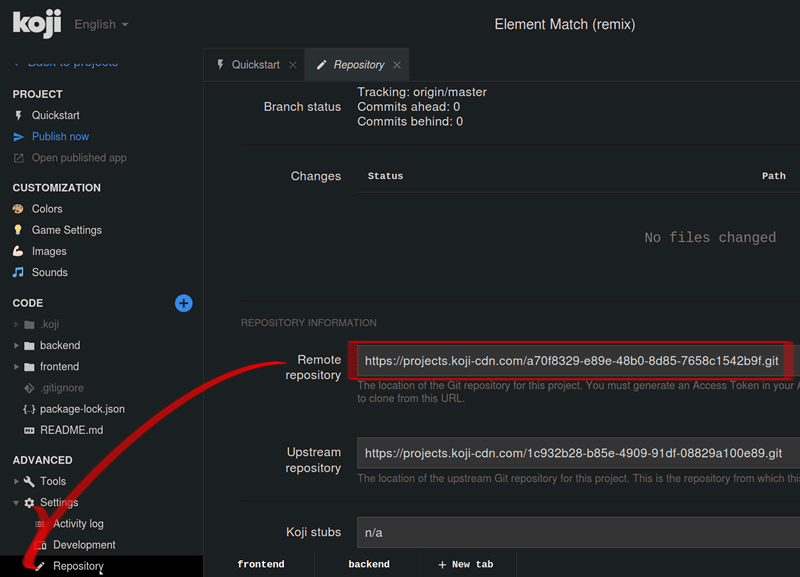 koji
English
Element Match (remix)
Back to projects
Quickstart
Repository
PROJECT
Quickstart
Publish now
Open published app
CUSTOMIZATION
Colors
Game Settings
Images
Sounds
CODE
.koji
backend
frontend
.gitignore
{..} package-lock.json
README.md
ADVANCED
Tools
Settings
Activity log
Development
Repository
Branch status
Tracking: origin/master
Commits ahead: 0
Commits behind: 0
Changes
Status
Path
No files changed
REPOSITORY INFORMATION
Remote
repository
https://projects.koji-cdn.com/a70f8329-e89e-48b0-8d85-7658c1542b9f.git
The location of the Git repository for this project. You must generate an Access Token in your A
to clone from this URL.
Upstream
repository
https://projects.koji-cdn.com/1c932b28-b85e-4909-91df-08829a100e89.git
The location of the upstream Git repository for this project. This is the repository from which this
Koji stubs
n/a
frontend
backend
+ New tab